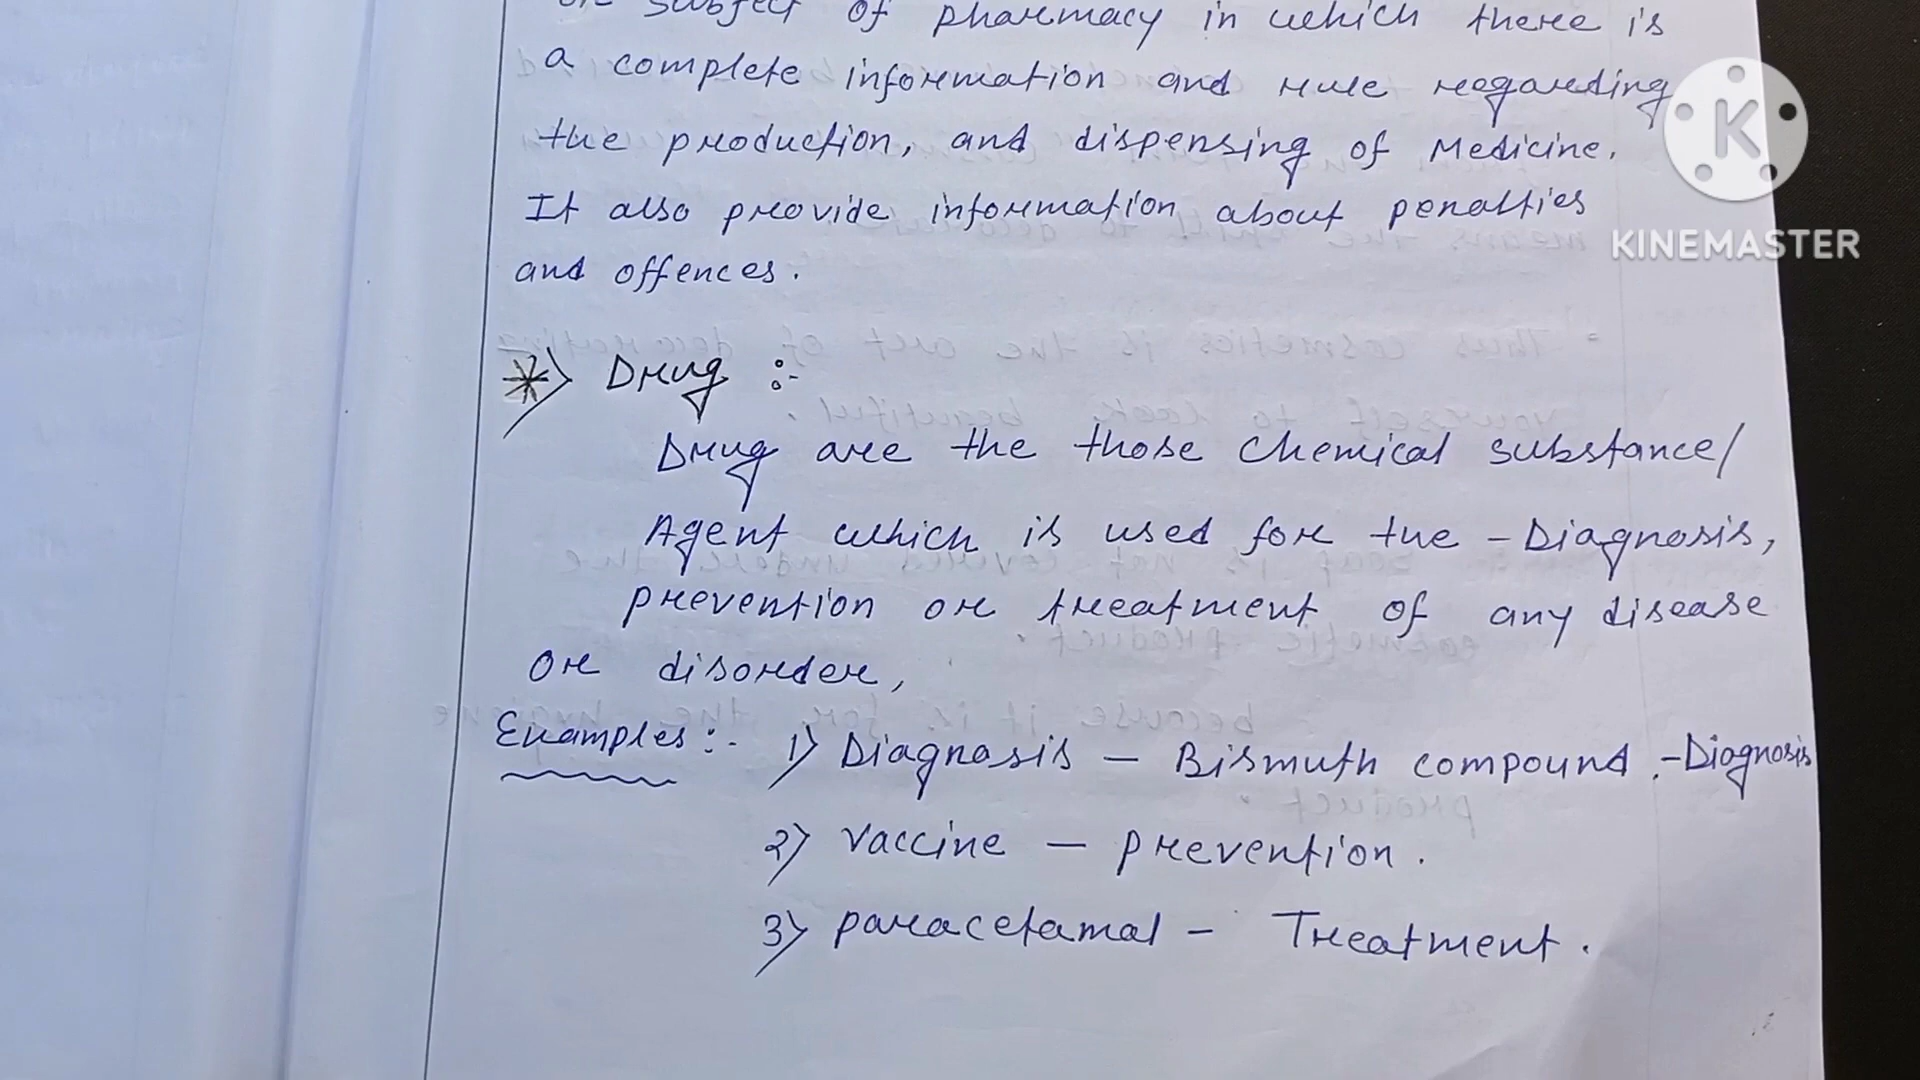 or subject of pharmacy in which there is
a complete information and rule regarding
the production, and dispensing of Medicine.
It also provide information about penalties
and offences.
Drug :-
Drug are the those Chemical substance/
Agent which is used for the - Diagnosis,
prevention or treatment of any disease
or disorder,
Examples :- 1) Diagnosis - Bismuth compound. - Diagnosis
2) vaccine - prevention.
3) paracetamal - Treatment.
K
KINEMASTER